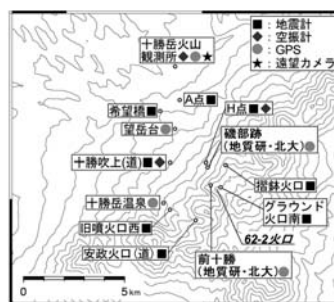 ■ 地震計
◆ 空振計
● GPS
★ 遠望カメラ
十勝岳火山
観測所◆●★
A点■
希望橋■
H点■◆
望岳台●
磯部跡
(地質研・北大)●
十勝吹上(道)■◆
摺鉢火口■
十勝岳温泉●
グラウンド
火口南■
旧噴火口西■
62-2火口
安政火口(道)■
前十勝
(地質研・北大)●
0 5
km